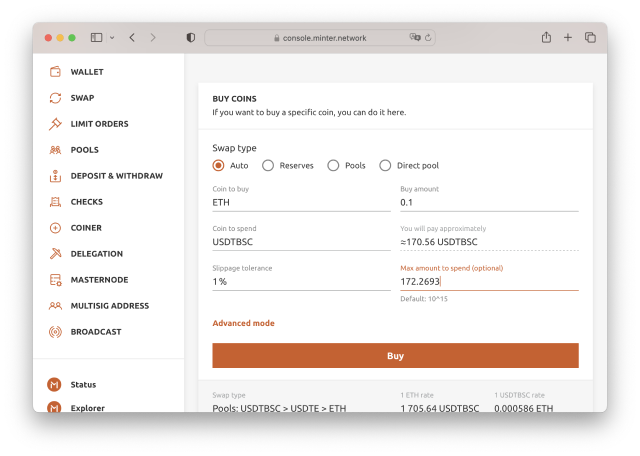 console.minter.network
WALLET
SWAP
LIMIT ORDERS
POOLS
DEPOSIT & WITHDRAW
CHECKS
COINER
DELEGATION
MASTERNODE
MULTISIG ADDRESS
BROADCAST
Status
Explorer
BUY COINS
If you want to buy a specific coin, you can do it here.
Swap type
Auto Reserves Pools Direct pool
Coin to buy Buy amount
ETH 0.1
Coin to spend You will pay approximately
USDTBSC ≈170.56 USDTBSC
Slippage tolerance Max amount to spend (optional)
1% 172.2693
Default: 10^15
Advanced mode
Buy
Swap type 1 ETH rate 1 USDTBSC rate
Pools: USDTBSC > USDTE > ETH 1 705.64 USDTBSC 0.000586 ETH